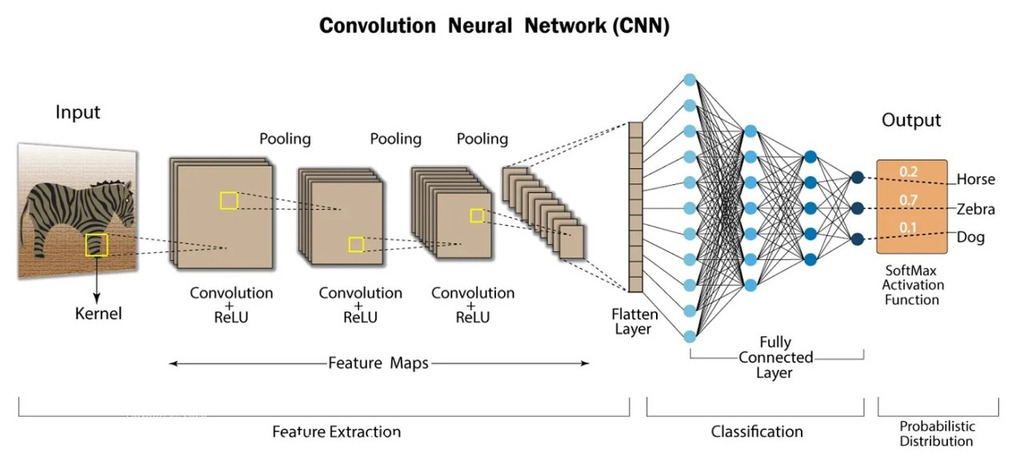 Convolution Neural Network (CNN)
Input
Pooling
Pooling
Pooling
Output
0.2
Horse
0.7
Zebra
0.1
Dog
Kernel
Convolution
+
ReLU
Convolution
+
ReLU
Convolution
+
ReLU
Flatten
Layer
SoftMax
Activation
Function
Feature Maps
Fully
Connected
Layer
Feature Extraction
Classification
Probabilistic
Distribution